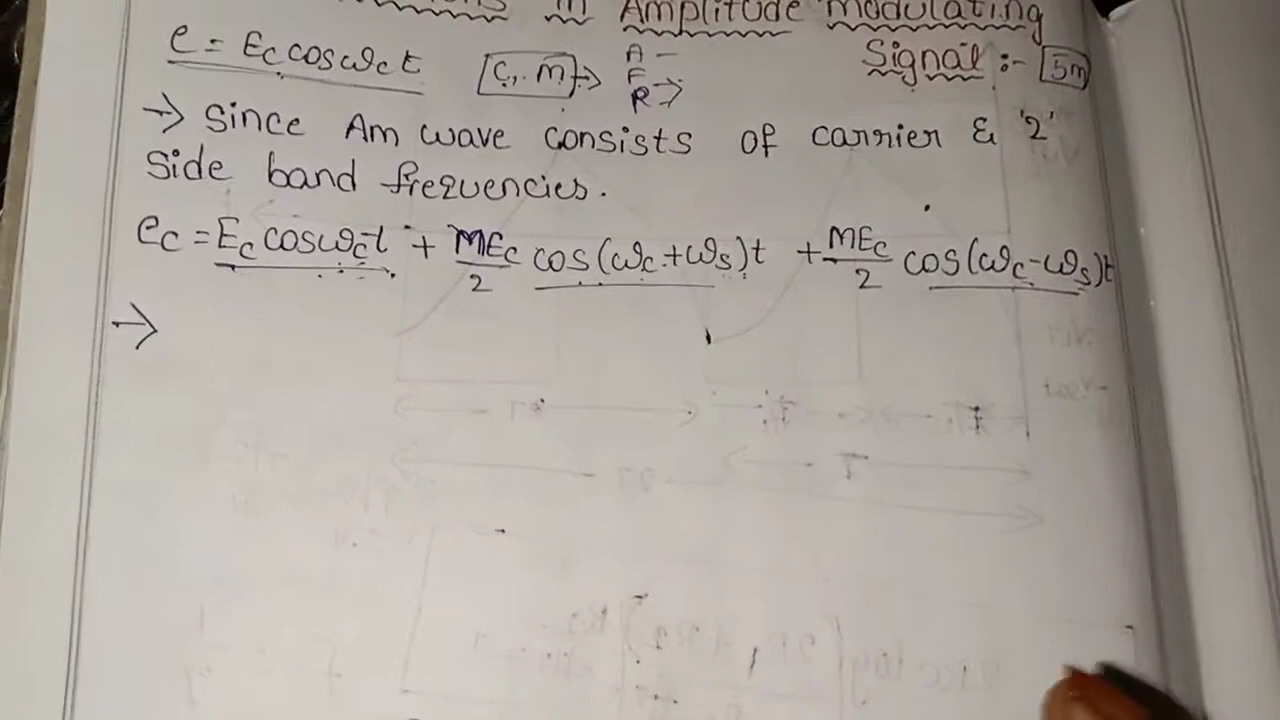 in Amplitude Modulating
Signal :- 5m
e = Ec cosωct [C, m] → A -
F
R →
→ Since Am wave consists of carrier & '2'
side band frequencies.
ec = Ec cosωct + MEc/2 cos(ωc+ωs)t + MEc/2 cos(ωc-ωs)t
→